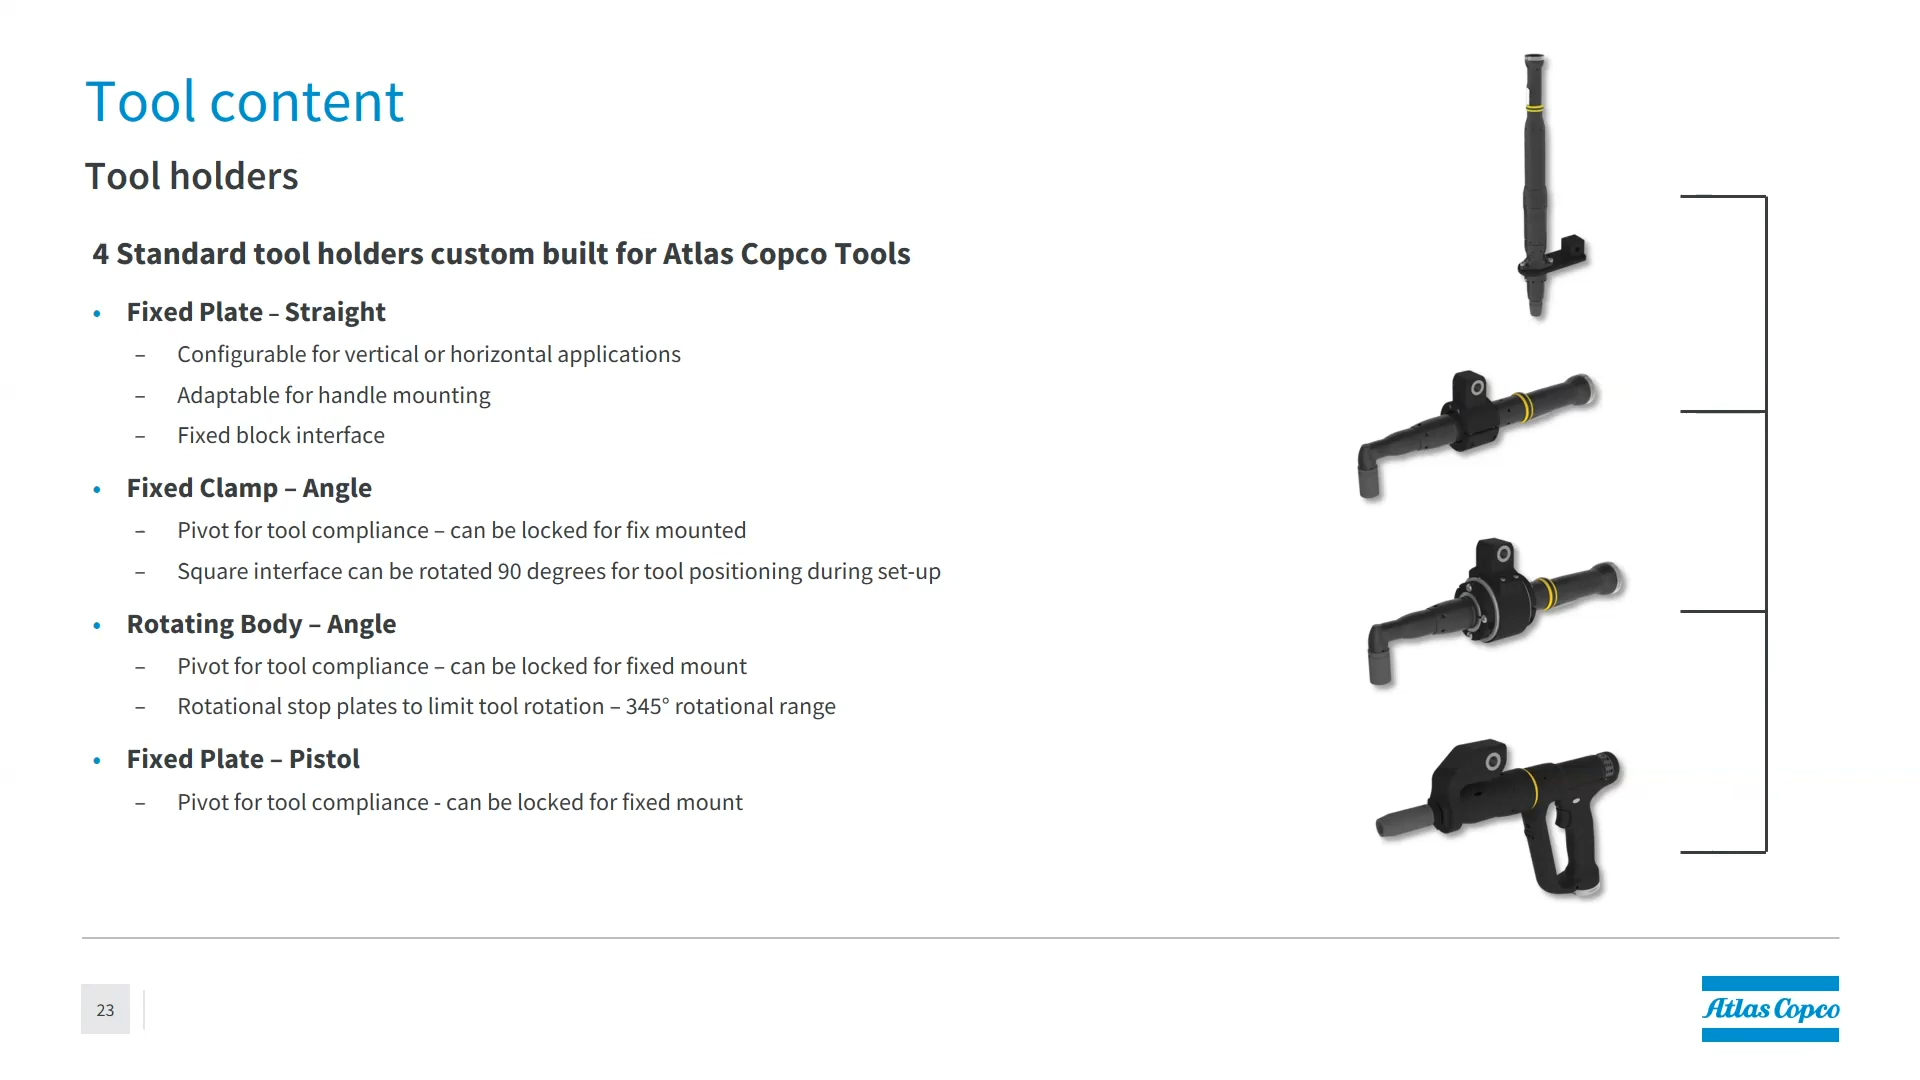 Tool content
Tool holders
4 Standard tool holders custom built for Atlas Copco Tools
• Fixed Plate – Straight
– Configurable for vertical or horizontal applications
– Adaptable for handle mounting
– Fixed block interface
• Fixed Clamp – Angle
– Pivot for tool compliance – can be locked for fix mounted
– Square interface can be rotated 90 degrees for tool positioning during set-up
• Rotating Body – Angle
– Pivot for tool compliance – can be locked for fixed mount
– Rotational stop plates to limit tool rotation – 345° rotational range
• Fixed Plate – Pistol
– Pivot for tool compliance - can be locked for fixed mount
23
Atlas Copco